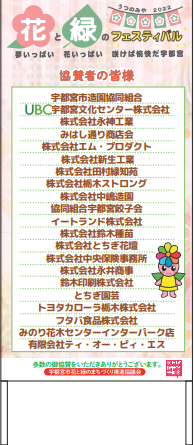 うつのみや 2022
花と緑のフェスティバル
夢いっぱい 花いっぱい 咲けば愉快だ宇都宮
協賛者の皆様
宇都宮市造園協同組合
UBC宇都宮文化センター株式会社
株式会社永神工業
みはし通り商店会
株式会社エム・プロダクト
株式会社新生工業
株式会社田村緑知苑
株式会社栃木ストロング
株式会社中嶋造園
協同組合宇都宮餃子会
イートランド株式会社
株式会社鈴木種苗
株式会社とちぎ花壇
株式会社中央保険事務所
株式会社永井商事
鈴木印刷株式会社
とちぎ園芸
トヨタカローラ栃木株式会社
フタバ食品株式会社
みのり花木センターインターパーク店
有限会社ティ・オー・ピィ・エス
多数の御協賛をいただきありがとうございます。
宇都宮市花と緑のまちづくり推進協議会